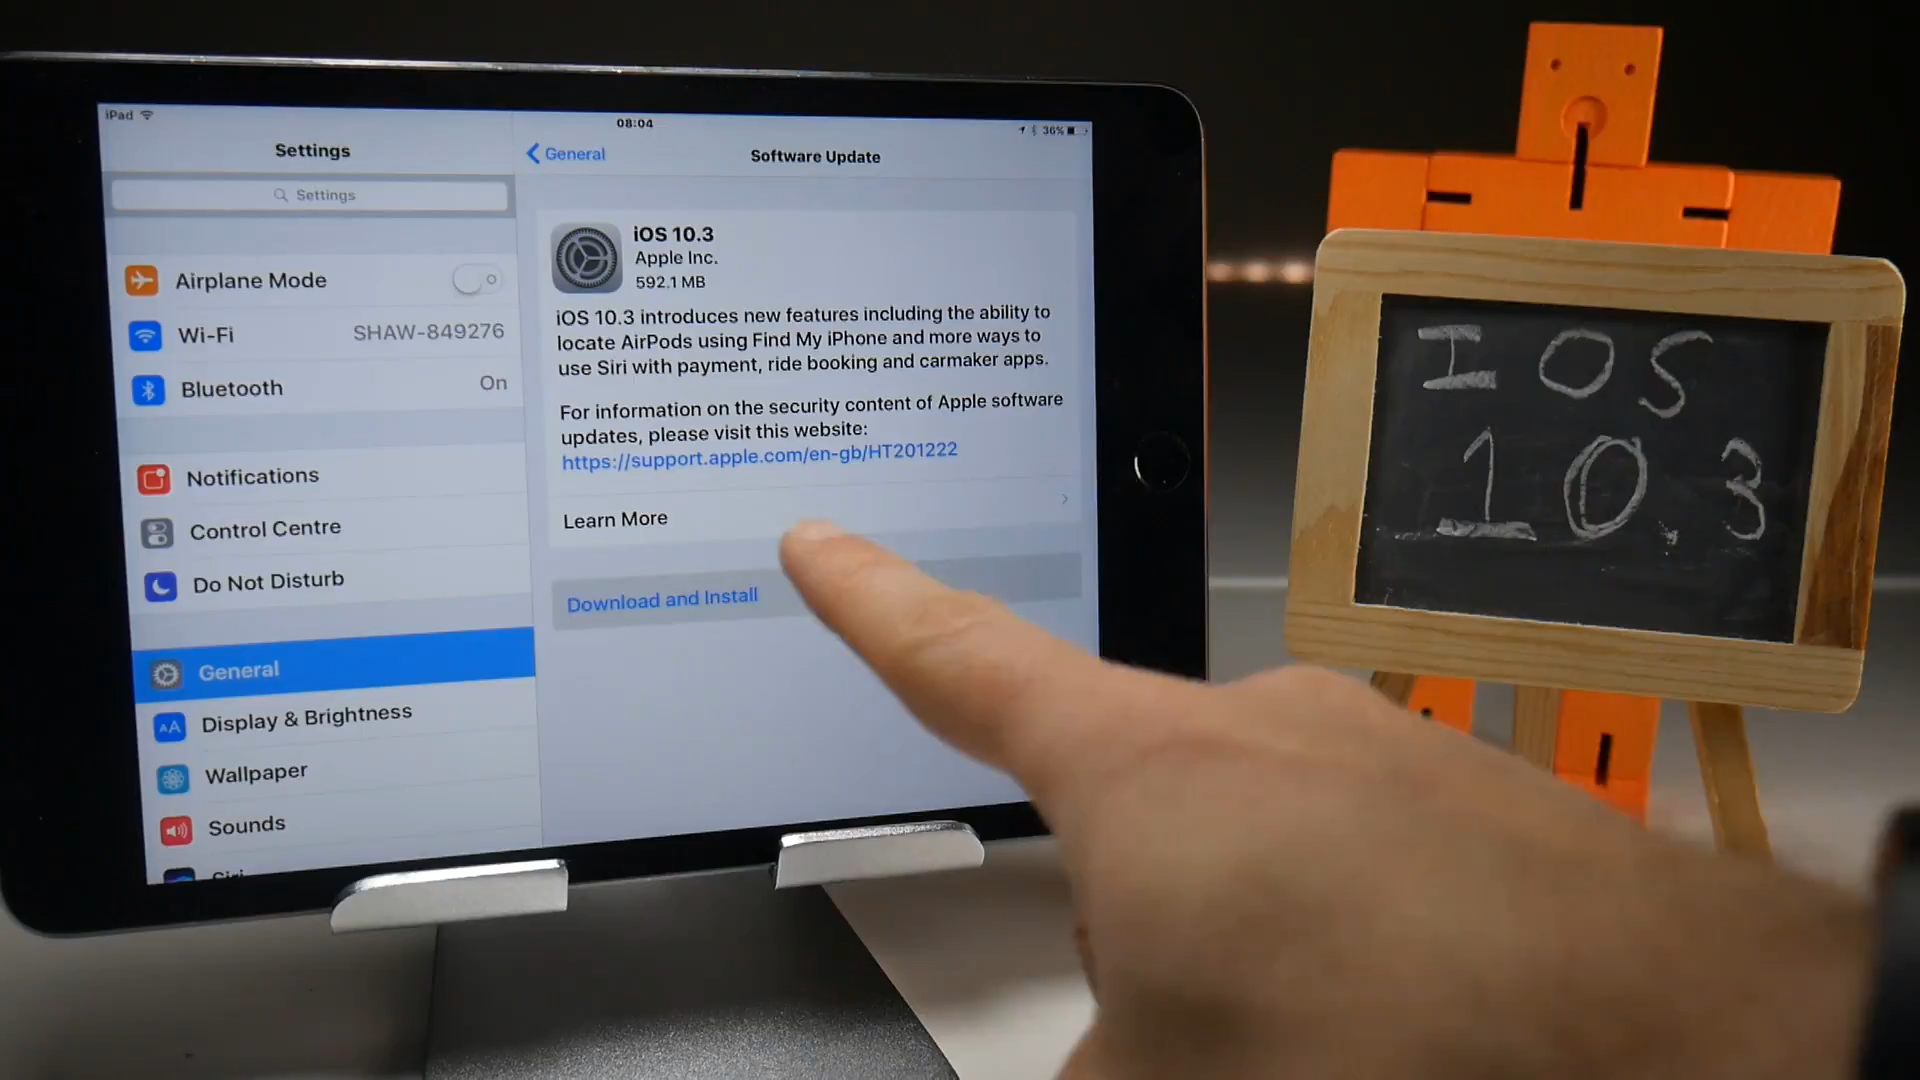 iPad
08:04
36%
Settings
Settings
Airplane Mode
Wi-Fi
SHAW-849276
Bluetooth
On
Notifications
Control Centre
Do Not Disturb
General
Display & Brightness
Wallpaper
Sounds
Siri
General
Software Update
iOS 10.3
Apple Inc.
592.1 MB
iOS 10.3 introduces new features including the ability to
locate AirPods using Find My iPhone and more ways to
use Siri with payment, ride booking and carmaker apps.
For information on the security content of Apple software
updates, please visit this website:
https://support.apple.com/en-gb/HT201222
Learn More
Download and Install
IOS
10.3